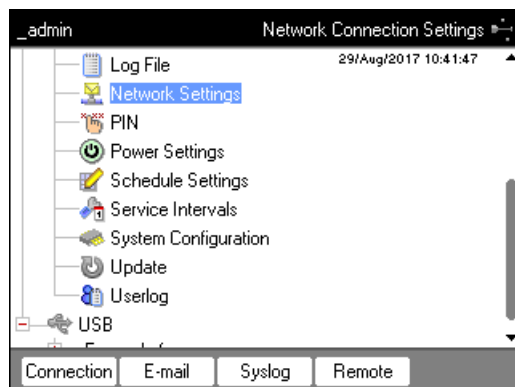 _admin
Network Connection Settings
29/Aug/2017 10:41:47
Log File
Network Settings
PIN
Power Settings
Schedule Settings
Service Intervals
System Configuration
Update
Userlog
USB
Connection
E-mail
Syslog
Remote